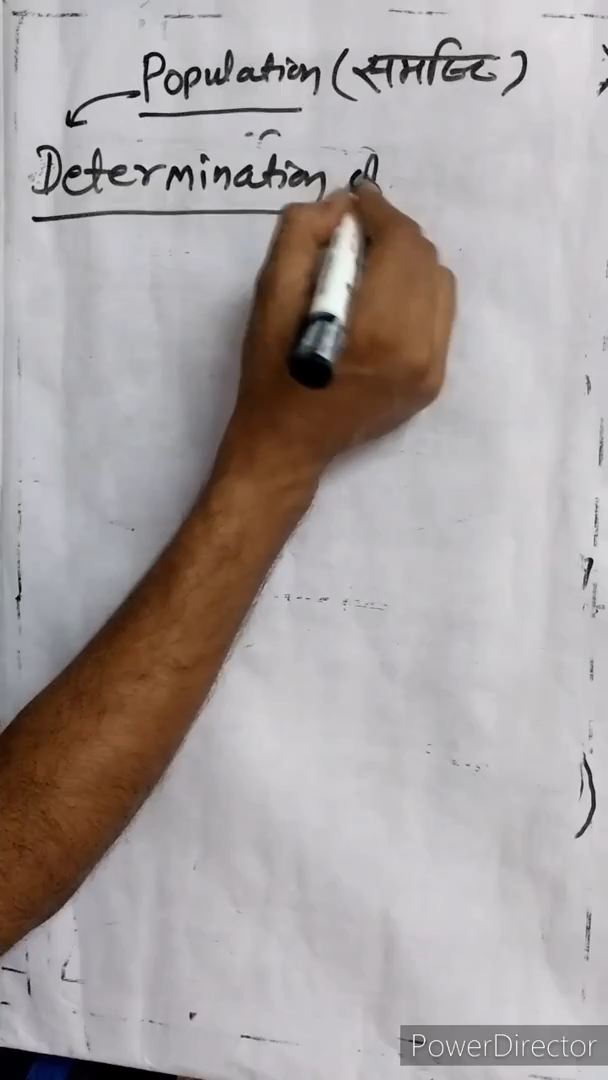 Population (समष्टि)
Determination
PowerDirector